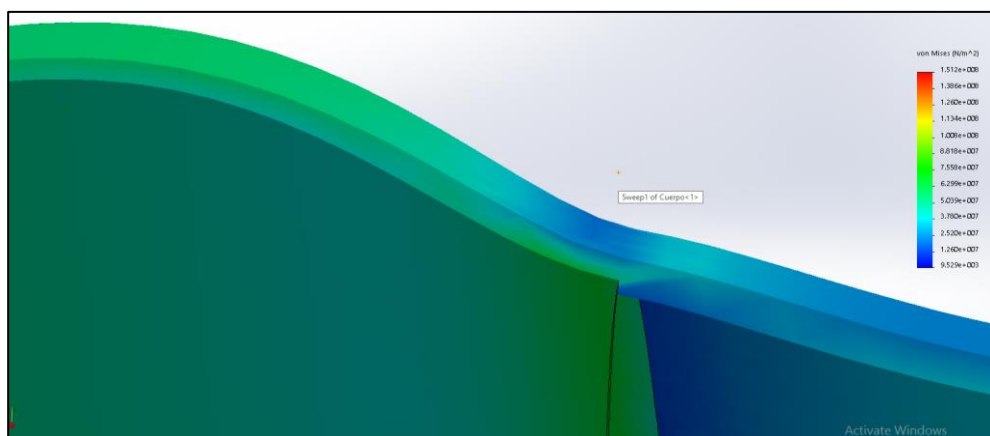 von Mises (N/m^2)
1.512e+008
1.386e+008
1.260e+008
1.134e+008
1.008e+008
8.818e+007
7.558e+007
6.299e+007
5.039e+007
3.780e+007
2.520e+007
1.260e+007
9.529e+003
Sweep1 of Cuerpo<1>
Activate Windows